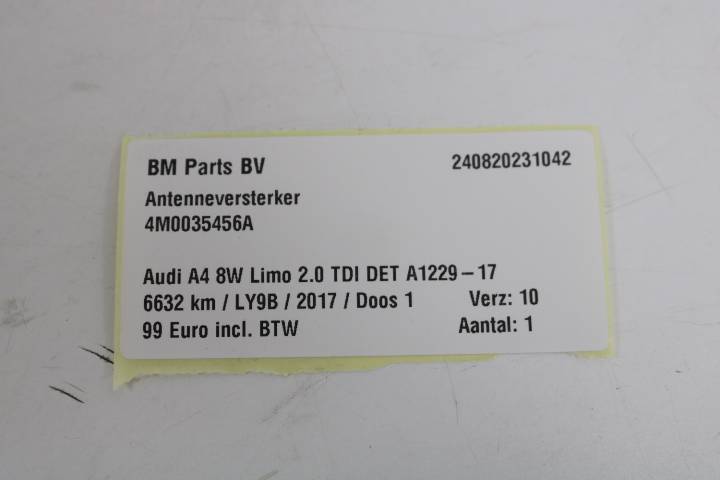 BM Parts BV 240820231042
Antenneversterker
4M0035456A
Audi A4 8W Limo 2.0 TDI DET A1229-17
6632 km / LY9B / 2017 / Doos 1 Verz: 10
99 Euro incl. BTW Aantal: 1